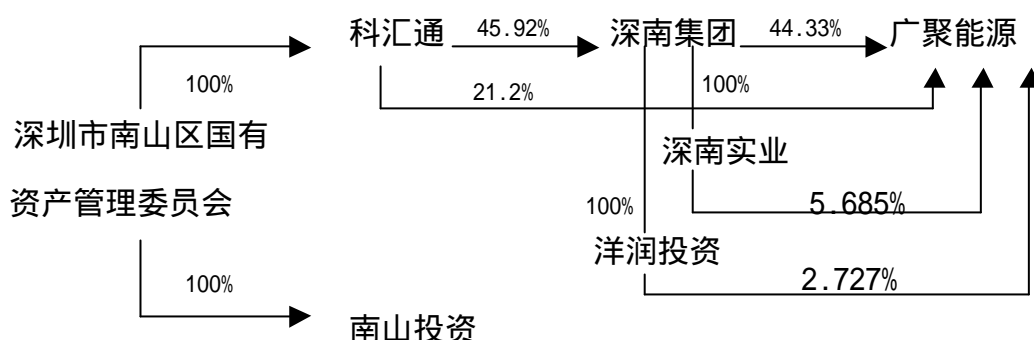 科汇通 45.92% 深南集团 44.33% 广聚能源
100% 21.2% 100%
深圳市南山区国有
深南实业
资产管理委员会
100% 5.685%
洋润投资
100% 2.727%
南山投资